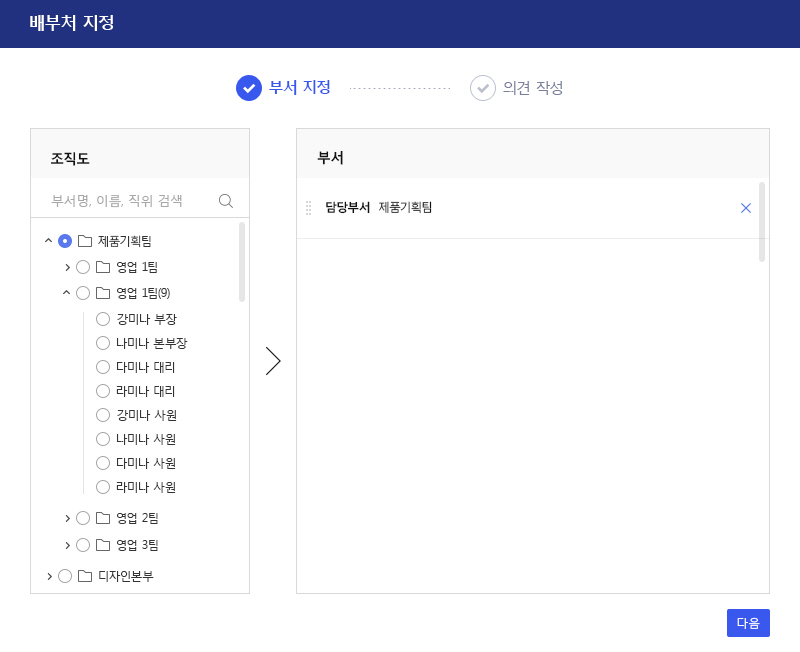 배부처 지정
부서 지정
의견 작성
조직도
부서명, 이름, 직위 검색
제품기획팀
영업 1팀
영업 1팀(9)
강미나 부장
나미나 본부장
다미나 대리
라미나 대리
강미나 사원
나미나 사원
다미나 사원
라미나 사원
영업 2팀
영업 3팀
디자인본부
부서
담당부서 제품기획팀
다음